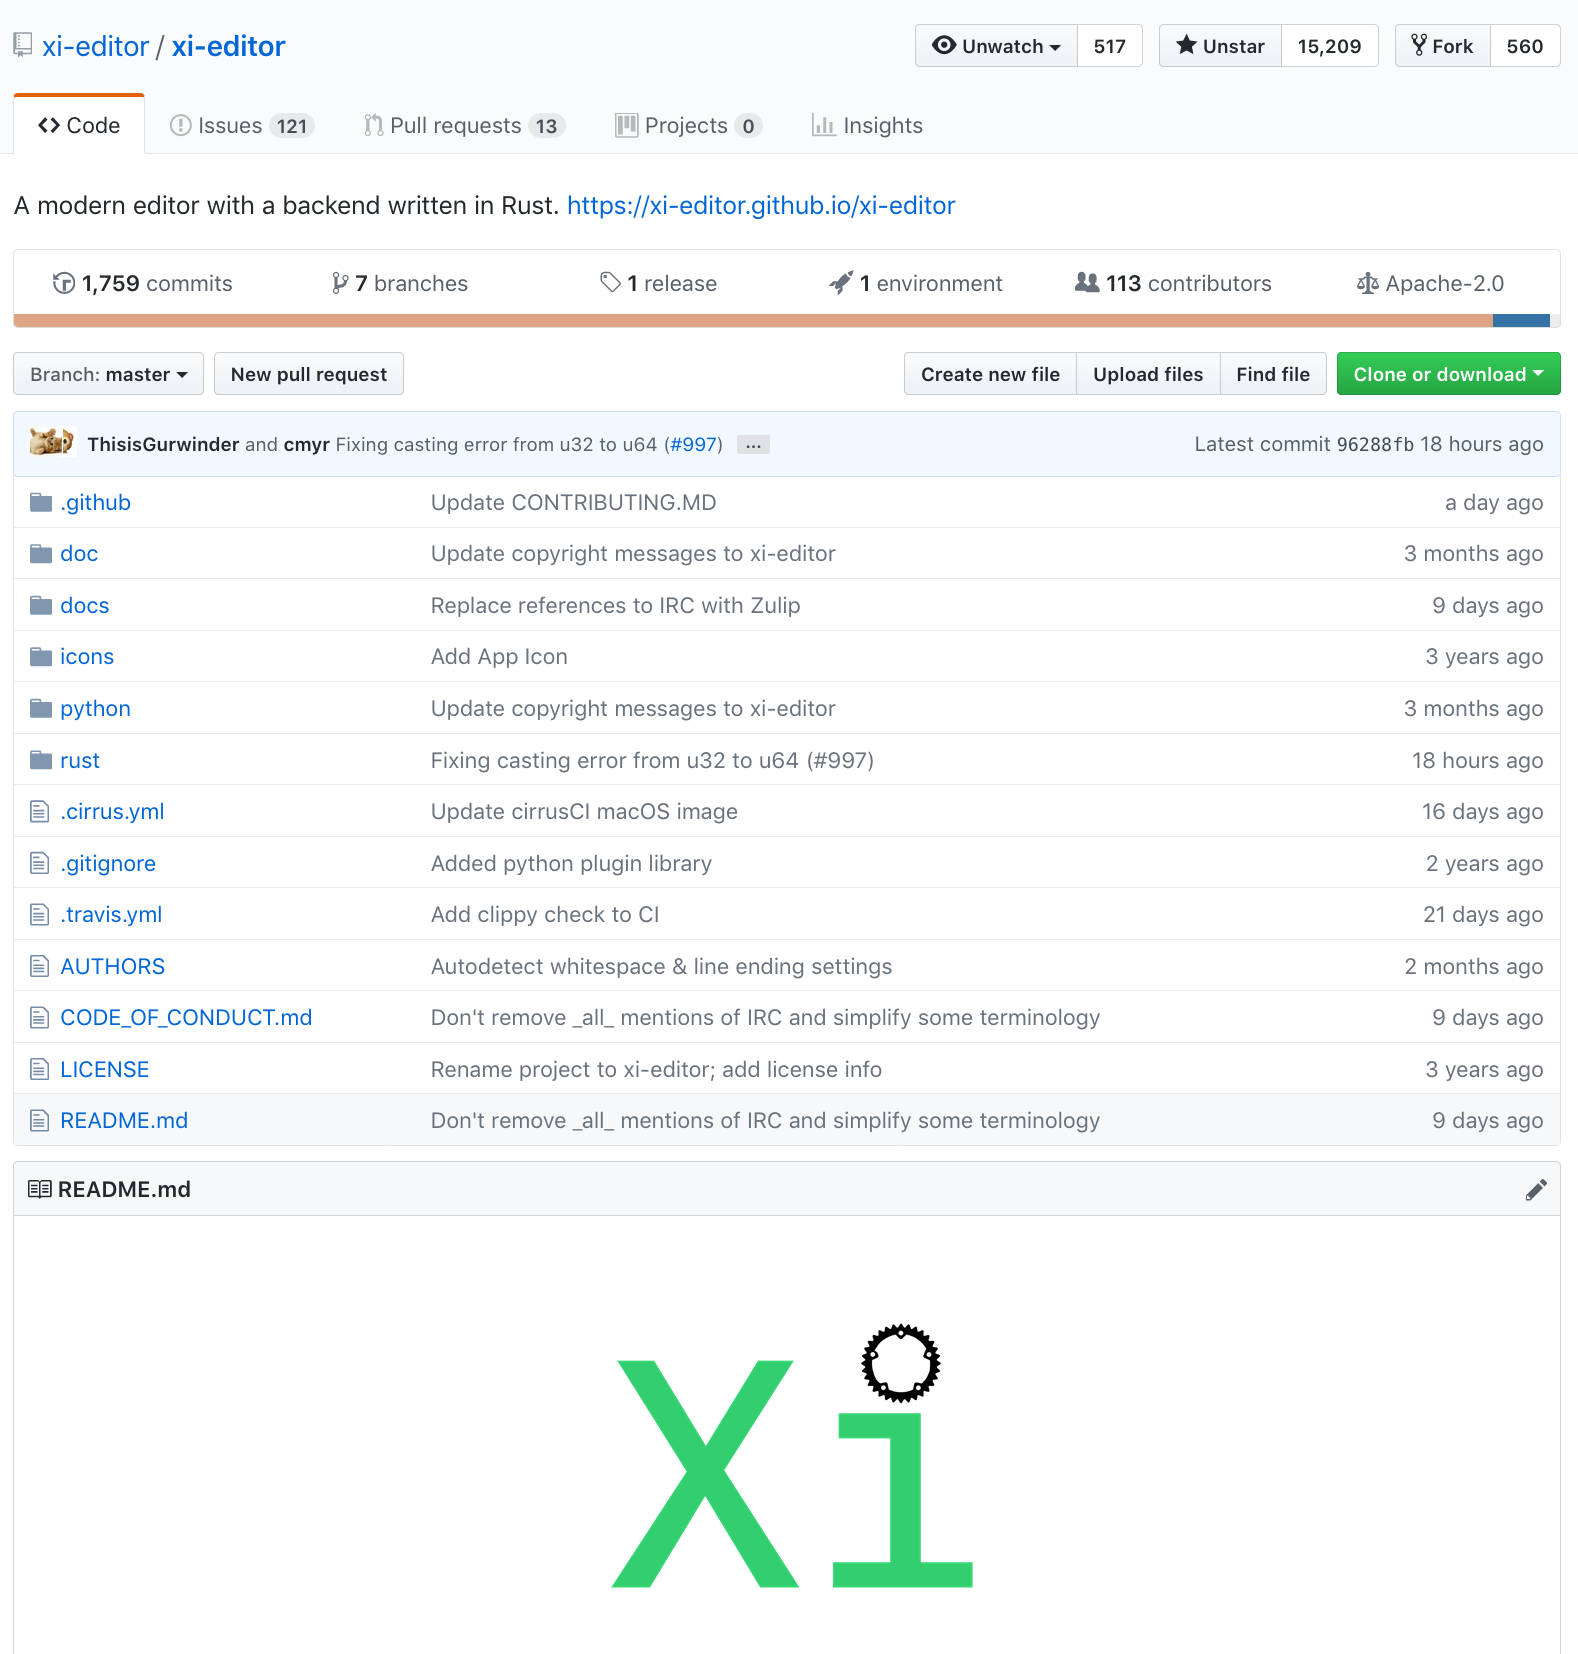 xi-editor / xi-editor Unwatch 517 Unstar 15,209 Fork 560
Code Issues 121 Pull requests 13 Projects 0 Insights
A modern editor with a backend written in Rust. https://xi-editor.github.io/xi-editor
1,759 commits 7 branches 1 release 1 environment 113 contributors Apache-2.0
Branch: master New pull request Create new file Upload files Find file Clone or download
ThisisGurwinder and cmyr Fixing casting error from u32 to u64 (#997) ... Latest commit 96288fb 18 hours ago
.github Update CONTRIBUTING.MD a day ago
doc Update copyright messages to xi-editor 3 months ago
docs Replace references to IRC with Zulip 9 days ago
icons Add App Icon 3 years ago
python Update copyright messages to xi-editor 3 months ago
rust Fixing casting error from u32 to u64 (#997) 18 hours ago
.cirrus.yml Update cirrusCI macOS image 16 days ago
.gitignore Added python plugin library 2 years ago
.travis.yml Add clippy check to CI 21 days ago
AUTHORS Autodetect whitespace & line ending settings 2 months ago
CODE_OF_CONDUCT.md Don't remove _all_ mentions of IRC and simplify some terminology 9 days ago
LICENSE Rename project to xi-editor; add license info 3 years ago
README.md Don't remove _all_ mentions of IRC and simplify some terminology 9 days ago
README.md
Xi